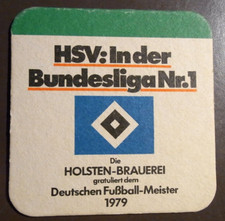 HSV: In der
Bundesliga Nr.1
Die
HOLSTEN-BRAUEREI
gratuliert dem
Deutschen Fußball-Meister
1979